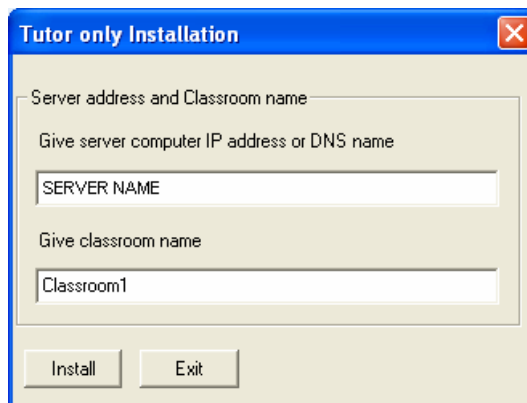 Tutor only Installation
Server address and Classroom name
Give server computer IP address or DNS name
SERVER NAME
Give classroom name
Classroom1
Install Exit